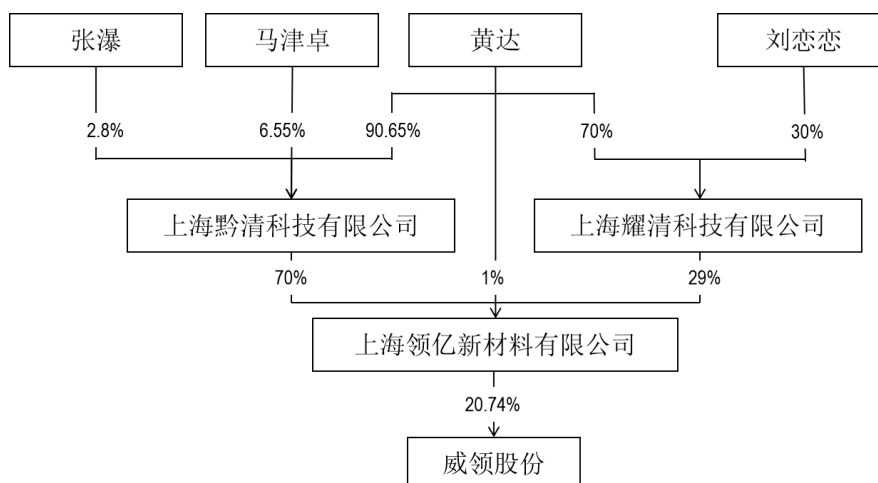 张瀑
马津卓
黄达
刘恋恋
2.8%
6.55%
90.65%
70%
30%
上海黔清科技有限公司
上海耀清科技有限公司
70%
1%
29%
上海领亿新材料有限公司
20.74%
威领股份